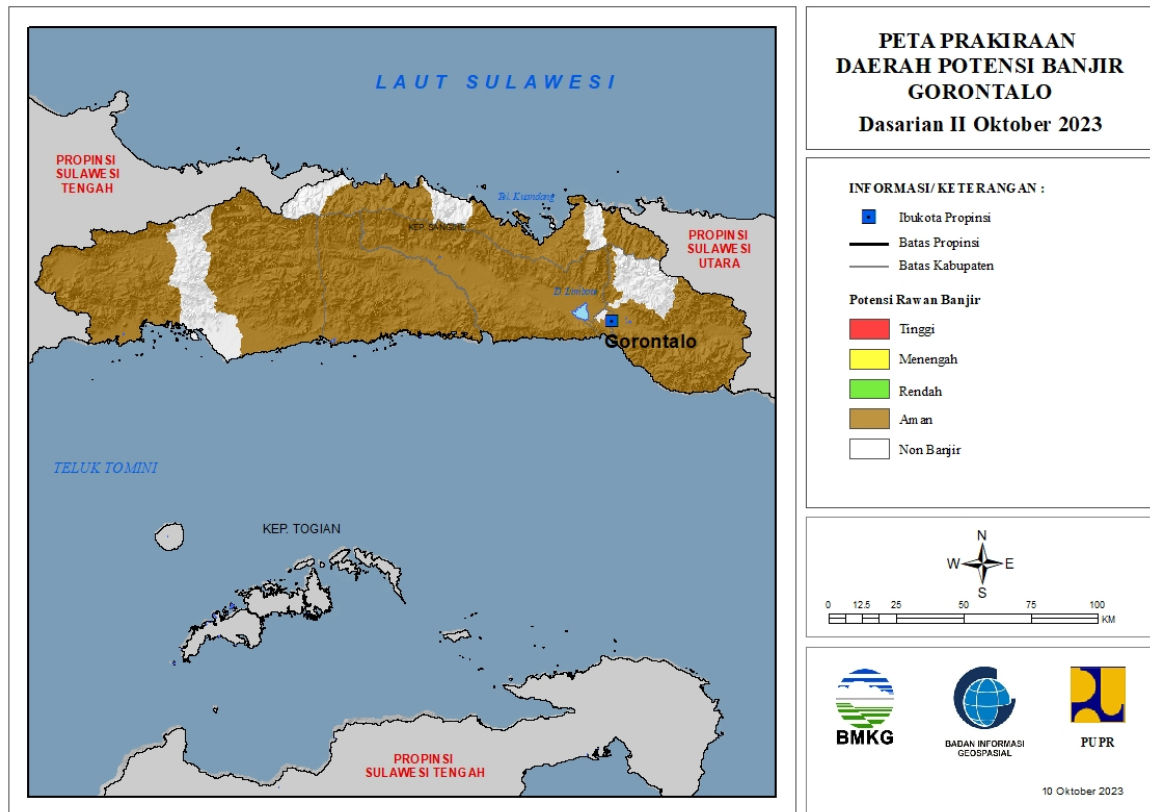 LAUT SULAWESI
PROPINSI
SULAWESI
TENGAH
Tel. Kuandang
KEP. SANGIHE
PROPINSI
SULAWESI
UTARA
D. Limboto
Gorontalo
TELUK TOMINI
KEP. TOGIAN
PROPINSI
SULAWESI TENGAH
PETA PRAKIRAAN
DAERAH POTENSI BANJIR
GORONTALO
Dasarian II Oktober 2023
INFORMASI/ KETERANGAN :
Ibukota Propinsi
Batas Propinsi
Batas Kabupaten
Potensi Rawan Banjir
Tinggi
Menengah
Rendah
Aman
Non Banjir
N
W E
S
0 12.5 25 50 75 100
KM
BMKG
BADAN INFORMASI
GEOSPASIAL
PUPR
10 Oktober 2023